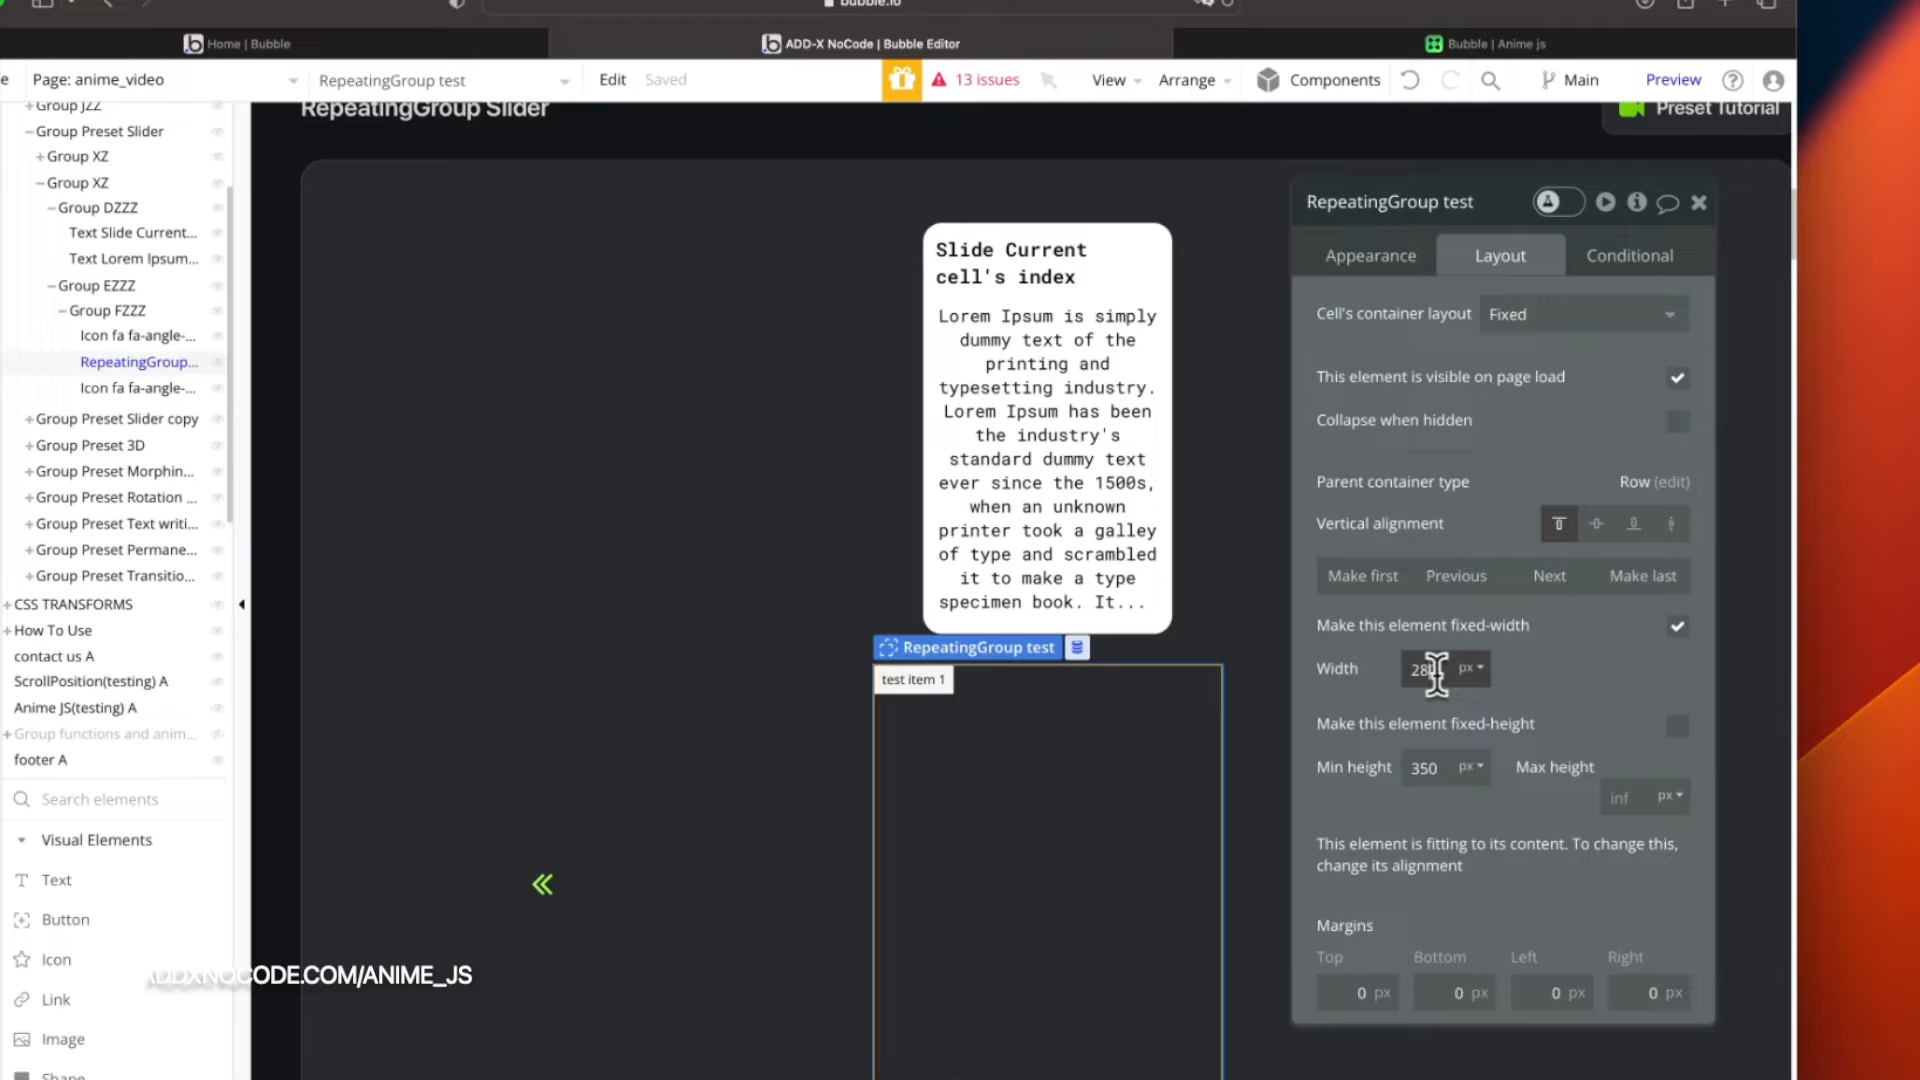 bubble.io
Home | Bubble
ADD-X NoCode | Bubble Editor
Bubble | Anime js
e
Page: anime_video
RepeatingGroup test
Edit
Saved
13 issues
View
Arrange
Components
Main
Preview
+Group JZZ
−Group Preset Slider
+Group XZ
−Group XZ
−Group DZZZ
Text Slide Current...
Text Lorem Ipsum...
−Group EZZZ
−Group FZZZ
Icon fa fa-angle-...
RepeatingGroup...
Icon fa fa-angle-...
+Group Preset Slider copy
+Group Preset 3D
+Group Preset Morphin...
+Group Preset Rotation ...
+Group Preset Text writi...
+Group Preset Permane...
+Group Preset Transitio...
+CSS TRANSFORMS
+How To Use
contact us A
ScrollPosition(testing) A
Anime JS(testing) A
+Group functions and anim...
footer A
Search elements
Visual Elements
Text
Button
Icon
Link
Image
Shape
RepeatingGroup Slider
Preset Tutorial
Slide Current
cell's index
Lorem Ipsum is simply
dummy text of the
printing and
typesetting industry.
Lorem Ipsum has been
the industry's
standard dummy text
ever since the 1500s,
when an unknown
printer took a galley
of type and scrambled
it to make a type
specimen book. It...
RepeatingGroup test
test item 1
ADDXNOCODE.COM/ANIME_JS
RepeatingGroup test
Appearance
Layout
Conditional
Cell's container layout
Fixed
This element is visible on page load
Collapse when hidden
Parent container type
Row (edit)
Vertical alignment
Make first
Previous
Next
Make last
Make this element fixed-width
Width
px
Make this element fixed-height
Min height
350 px
Max height
inf px
This element is fitting to its content. To change this,
change its alignment
Margins
Top
Bottom
Left
Right
0 px
0 px
0 px
0 px